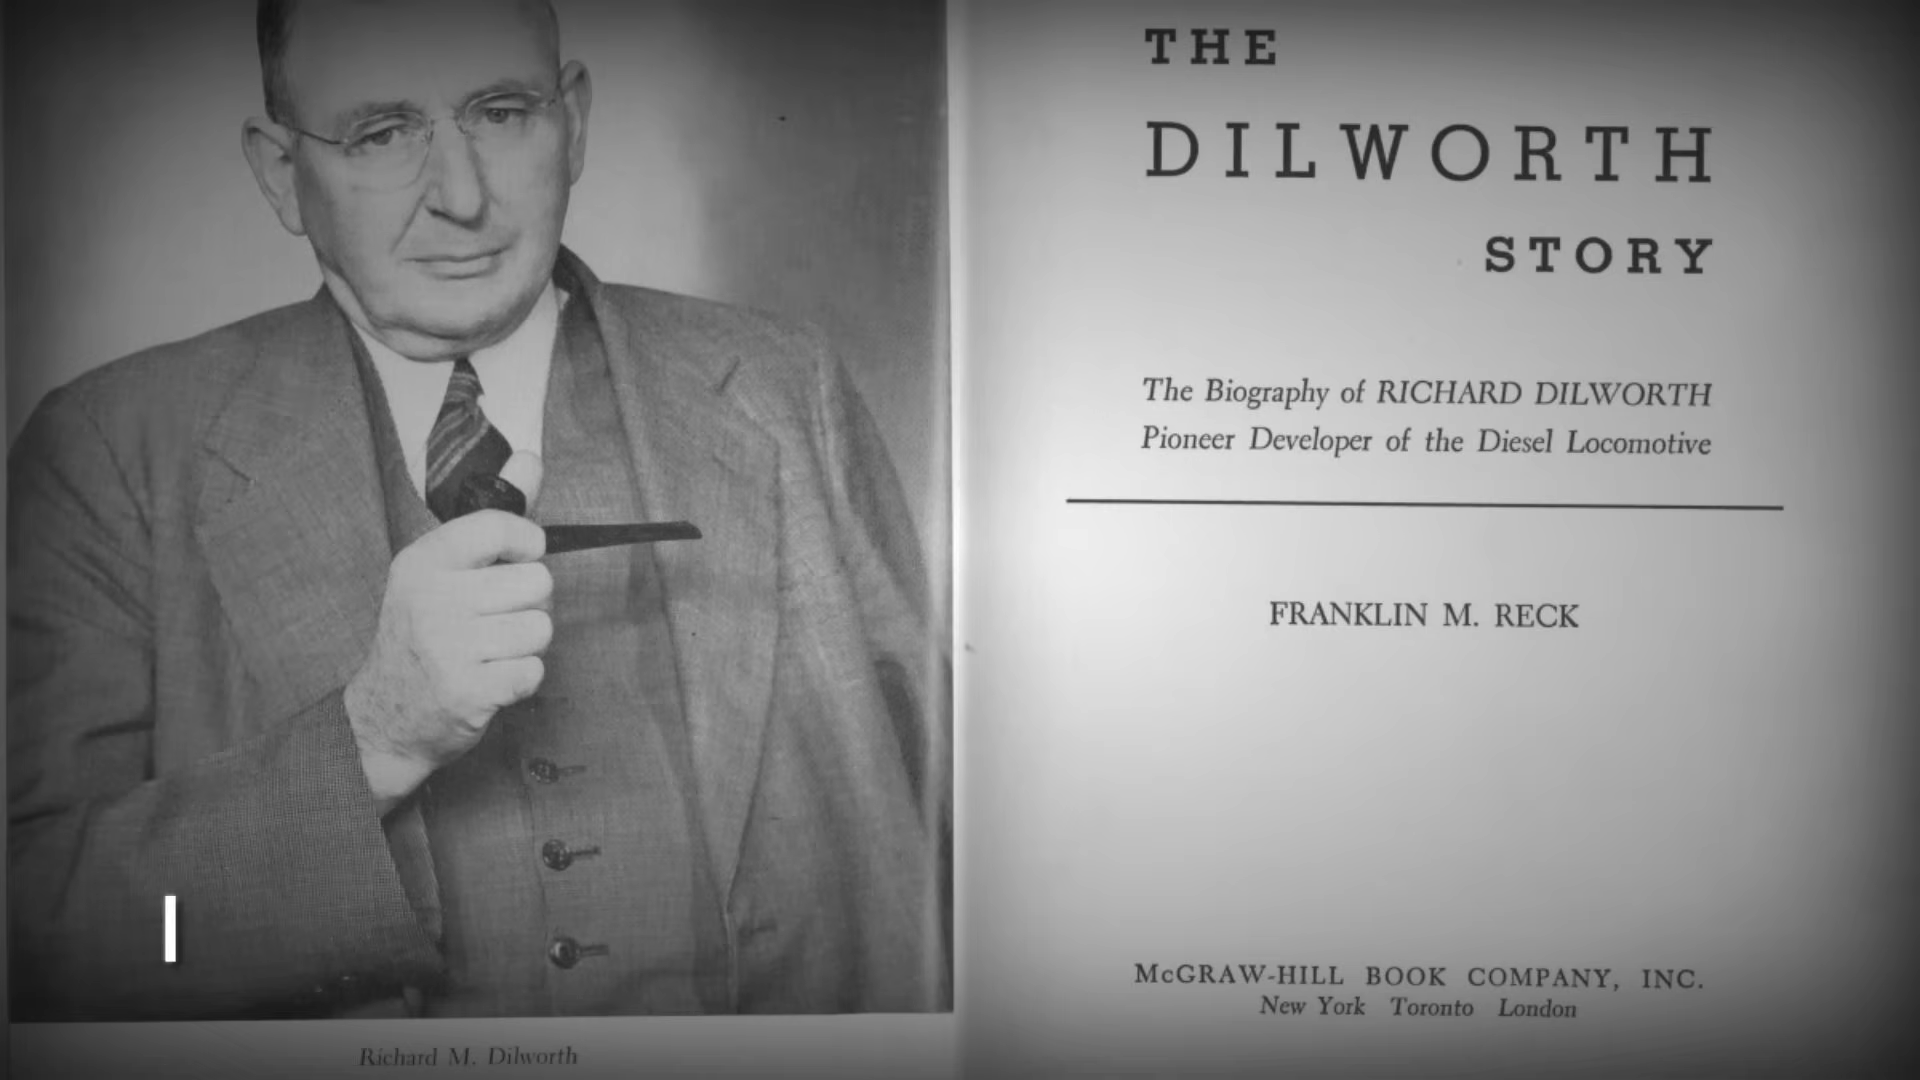 THE
DILWORTH
STORY
The Biography of RICHARD DILWORTH
Pioneer Developer of the Diesel Locomotive
FRANKLIN M. RECK
McGRAW-HILL BOOK COMPANY, INC.
New York Toronto London
Richard M. Dilworth